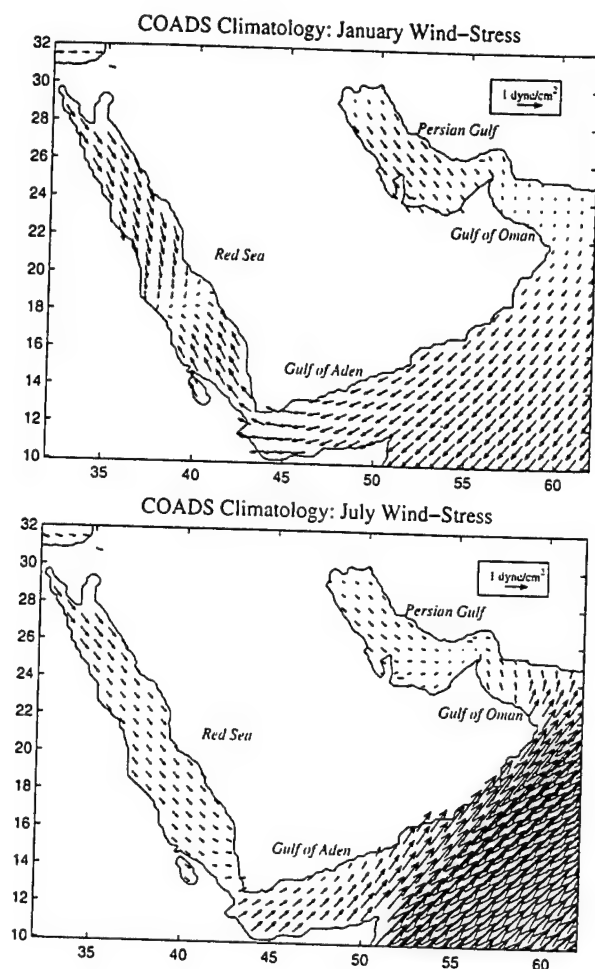 COADS Climatology: January Wind-Stress
32
30
1 dyne/cm2
28
Persian Gulf
26
24
Gulf of Oman
22
Red Sea
20
18
16
Gulf of Aden
14
12
10
35 40 45 50 55 60
COADS Climatology: July Wind-Stress
32
30
1 dyne/cm2
28
Persian Gulf
26
24
Gulf of Oman
22
Red Sea
20
18
16
Gulf of Aden
14
12
10
35 40 45 50 55 60